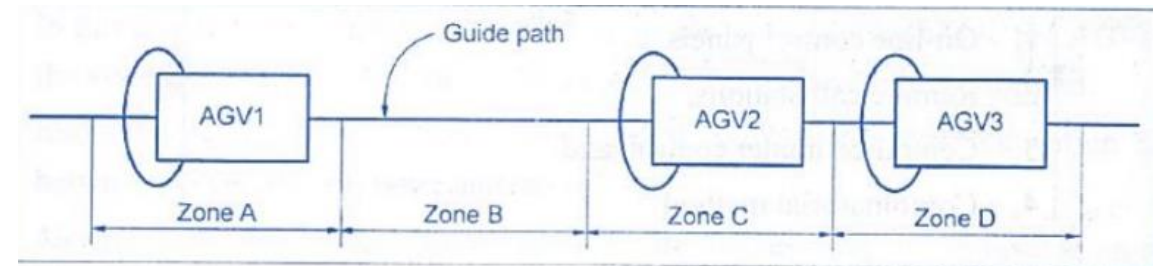 Guide path
AGV1
AGV2
AGV3
Zone A
Zone B
Zone C
Zone D